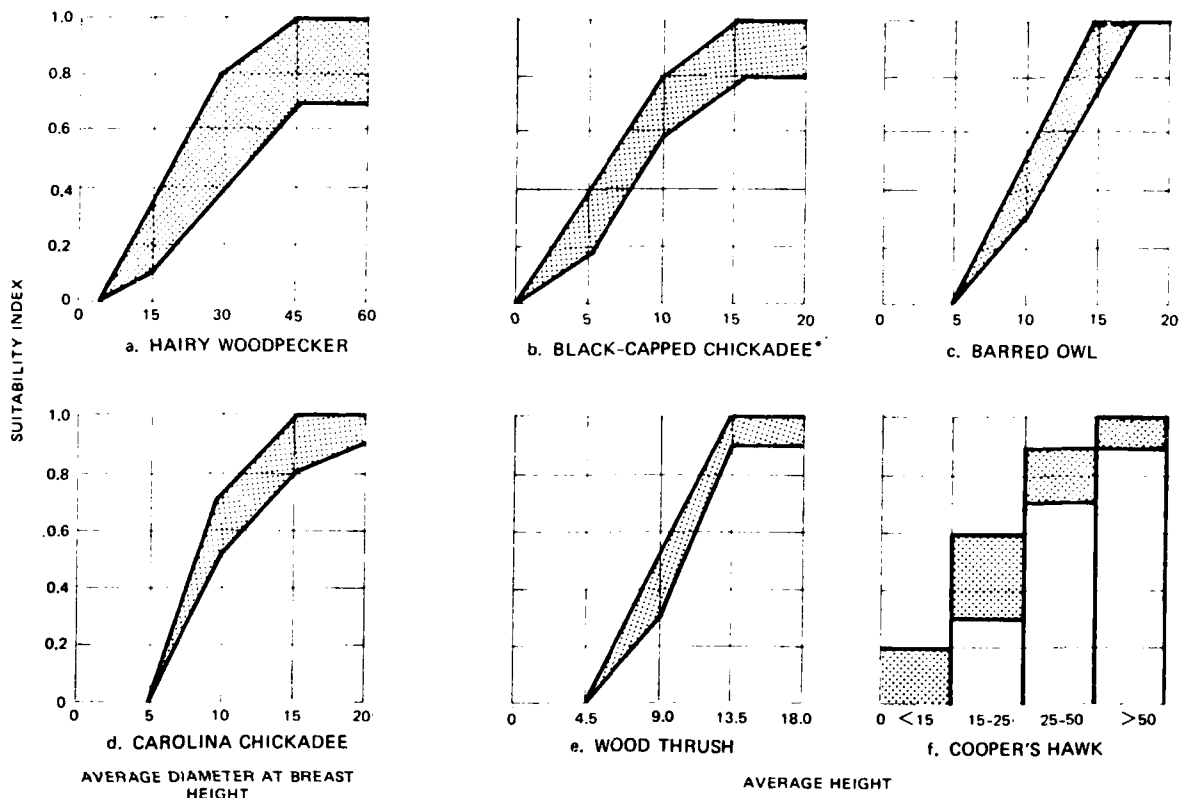 SUITABILITY INDEX
1.0
0.8
0.6
0.4
0.2
0
0 15 30 45 60
a. HAIRY WOODPECKER
0 5 10 15 20
b. BLACK-CAPPED CHICKADEE*
5 10 15 20
0
c. BARRED OWL
1.0
0.8
.0.6
0.4
0.2
0
0 5 10 15 20
d. CAROLINA CHICKADEE
AVERAGE DIAMETER AT BREAST
HEIGHT
0 4.5 9.0 13.5 18.0
e. WOOD THRUSH
0 <15 15-25 25-50 >50
f. COOPER'S HAWK
AVERAGE HEIGHT